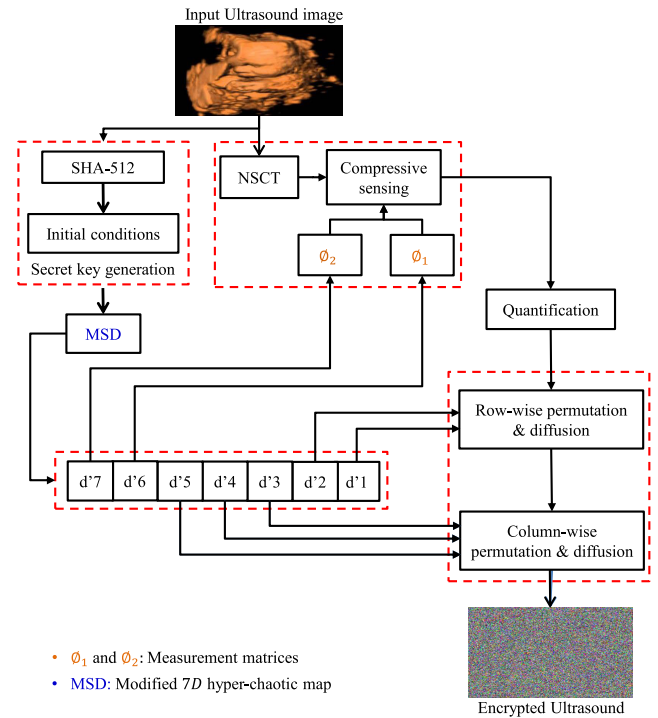 Input Ultrasound image
SHA-512
Initial conditions
Secret key generation
NSCT
Compressive
sensing
∅₂
∅₁
MSD
Quantification
Row-wise permutation
& diffusion
d’7
d’6
d’5
d’4
d’3
d’2
d’1
Column-wise
permutation & diffusion
• ∅₁ and ∅₂: Measurement matrices
• MSD: Modified 7D hyper-chaotic map
Encrypted Ultrasound